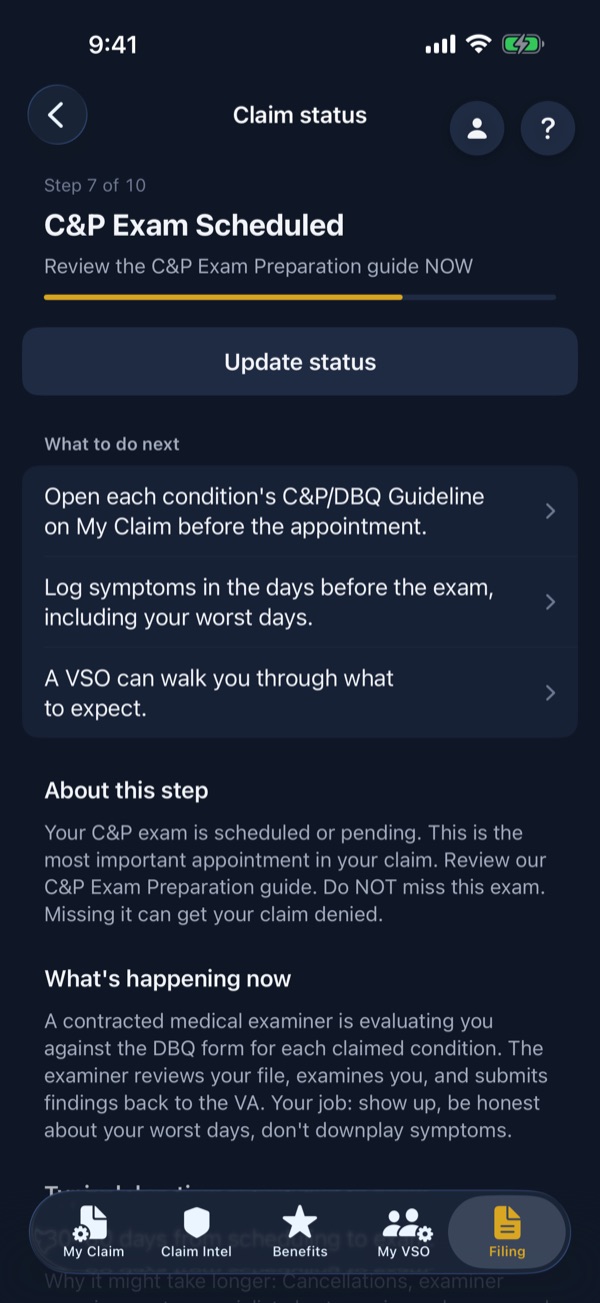 9:41
Claim status
?
Step 7 of 10
C&P Exam Scheduled
Review the C&P Exam Preparation guide NOW
Update status
What to do next
Open each condition's C&P/DBQ Guideline
on My Claim before the appointment.
Log symptoms in the days before the exam,
including your worst days.
A VSO can walk you through what
to expect.
About this step
Your C&P exam is scheduled or pending. This is the
most important appointment in your claim. Review our
C&P Exam Preparation guide. Do NOT miss this exam.
Missing it can get your claim denied.
What's happening now
A contracted medical examiner is evaluating you
against the DBQ form for each claimed condition. The
examiner reviews your file, examines you, and submits
findings back to the VA. Your job: show up, be honest
about your worst days, don't downplay symptoms.
days from scheduling to
My Claim
Claim Intel
Benefits
My VSO
Filing
Why it might take longer: Cancellations, examiner